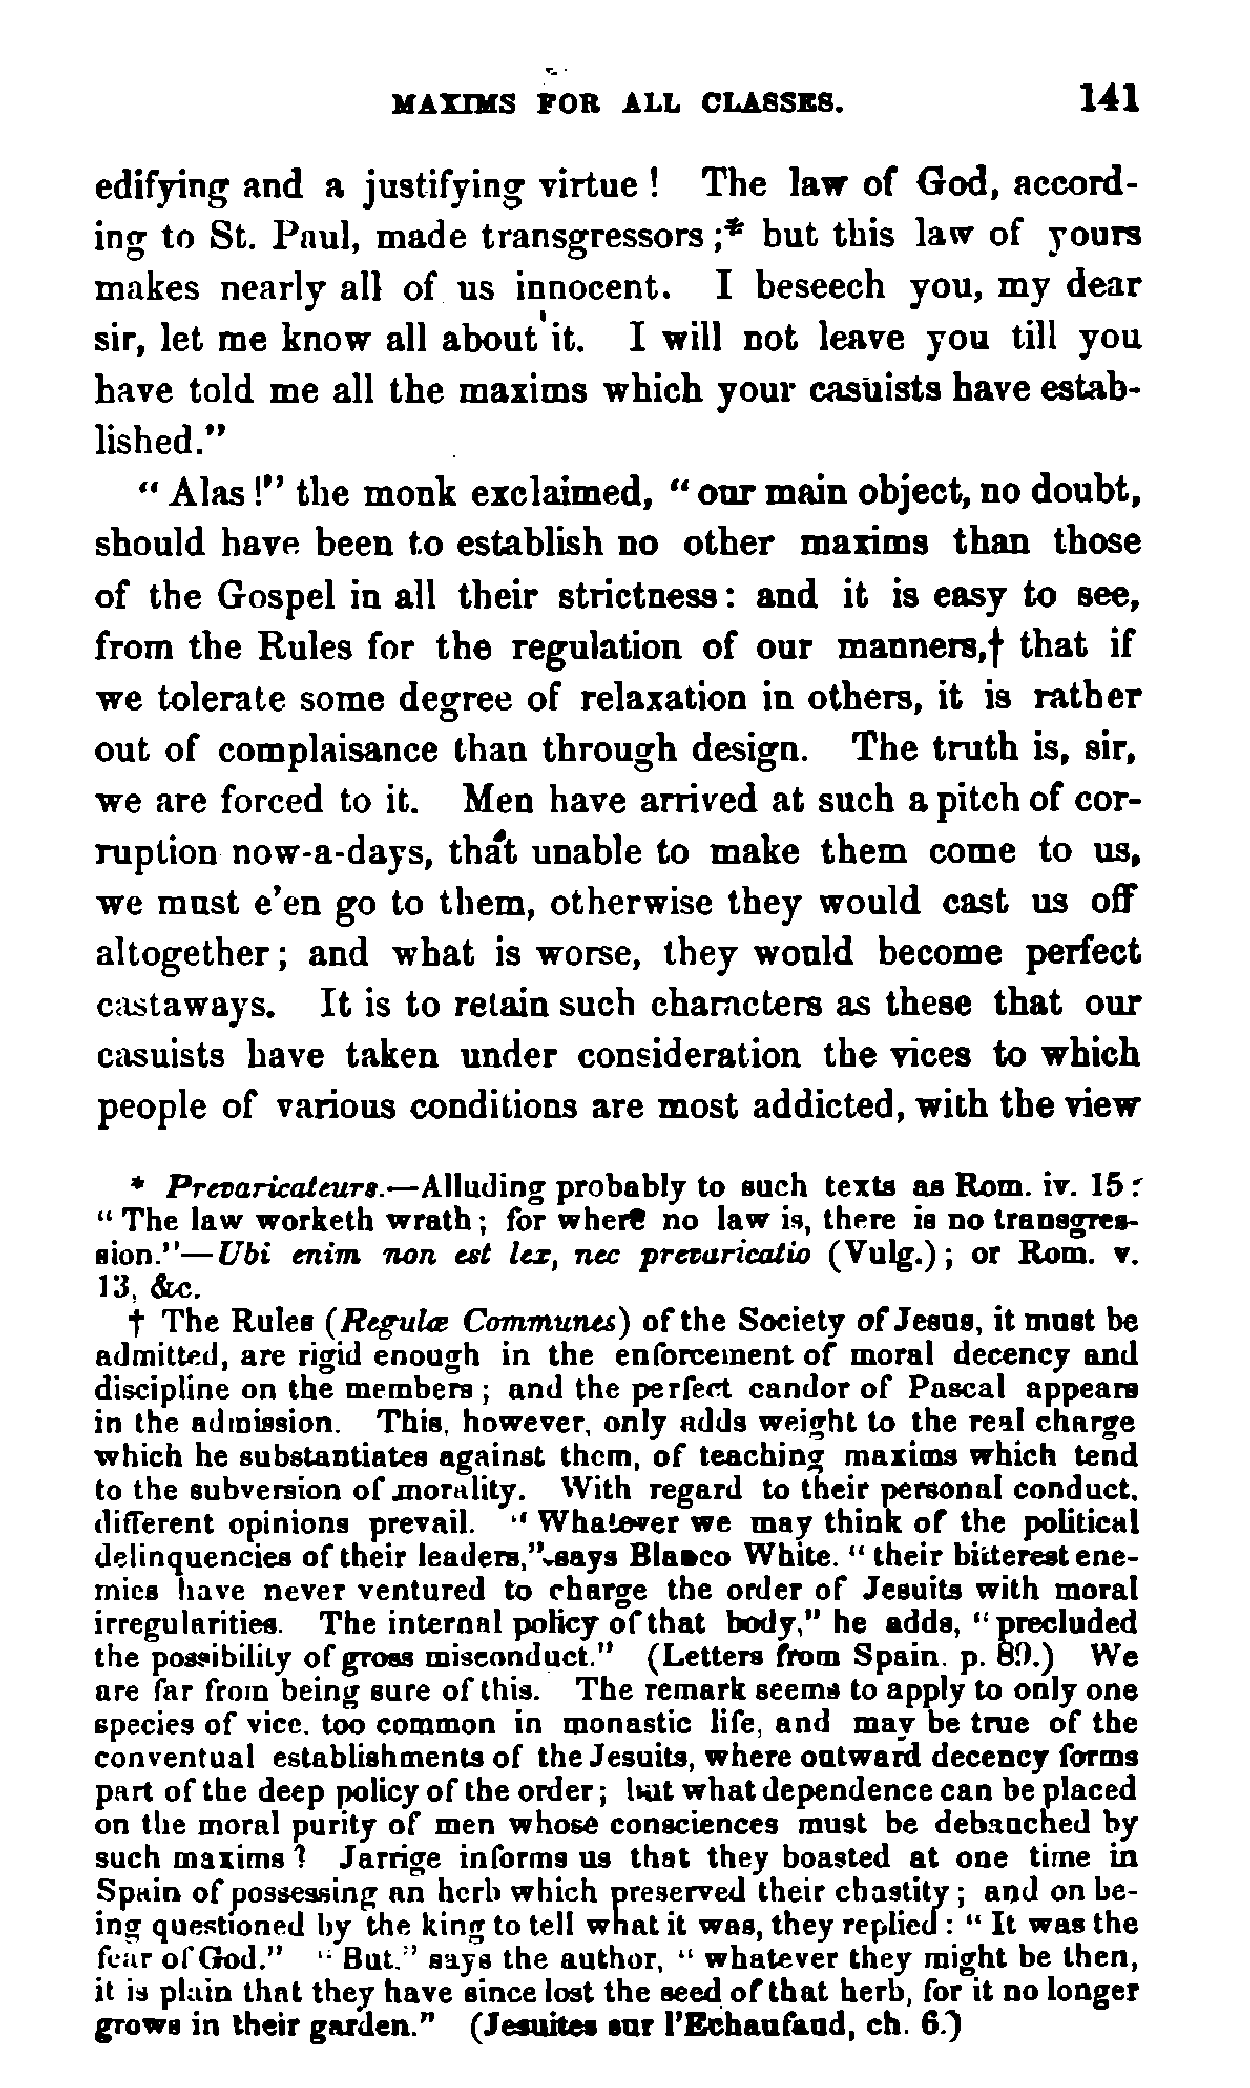 MAXIMS FOR ALL CLASSES. 141
edifying and a justifying virtue ! The law of God, accord-
ing to St. Paul, made transgressors ;* but this law of yours
makes nearly all of us innocent. I beseech you, my dear
sir, let me know all about it. I will not leave you till you
have told me all the maxims which your casuists have estab-
lished."
" Alas !" the monk exclaimed, " our main object, no doubt,
should have been to establish no other maxims than those
of the Gospel in all their strictness: and it is easy to see,
from the Rules for the regulation of our manners,† that if
we tolerate some degree of relaxation in others, it is rather
out of complaisance than through design. The truth is, sir,
we are forced to it. Men have arrived at such a pitch of cor-
ruption now-a-days, that unable to make them come to us,
we must e'en go to them, otherwise they would cast us off
altogether ; and what is worse, they would become perfect
castaways. It is to retain such characters as these that our
casuists have taken under consideration the vices to which
people of various conditions are most addicted, with the view
* Prevaricateurs.—Alluding probably to such texts as Rom. iv. 15 :
" The law worketh wrath ; for where no law is, there is no transgres-
sion."—Ubi enim non est lex, nec prevaricatio (Vulg.) ; or Rom. v.
13, &c.
† The Rules (Regulæ Communes) of the Society of Jesus, it must be
admitted, are rigid enough in the enforcement of moral decency and
discipline on the members ; and the perfect candor of Pascal appears
in the admission. This, however, only adds weight to the real charge
which he substantiates against them, of teaching maxims which tend
to the subversion of morality. With regard to their personal conduct,
different opinions prevail. " Whatever we may think of the political
delinquencies of their leaders," says Blanco White, " their bitterest ene-
mies have never ventured to charge the order of Jesuits with moral
irregularities. The internal policy of that body," he adds, " precluded
the possibility of gross misconduct." (Letters from Spain, p. 89.) We
are far from being sure of this. The remark seems to apply to only one
species of vice, too common in monastic life, and may be true of the
conventual establishments of the Jesuits, where outward decency forms
part of the deep policy of the order ; but what dependence can be placed
on the moral purity of men whose consciences must be debauched by
such maxims ? Jarrige informs us that they boasted at one time in
Spain of possessing an herb which preserved their chastity ; and on be-
ing questioned by the king to tell what it was, they replied : " It was the
fear of God." " But," says the author, " whatever they might be then,
it is plain that they have since lost the seed of that herb, for it no longer
grows in their garden." (Jesuites sur l'Echaufaud, ch. 6.)